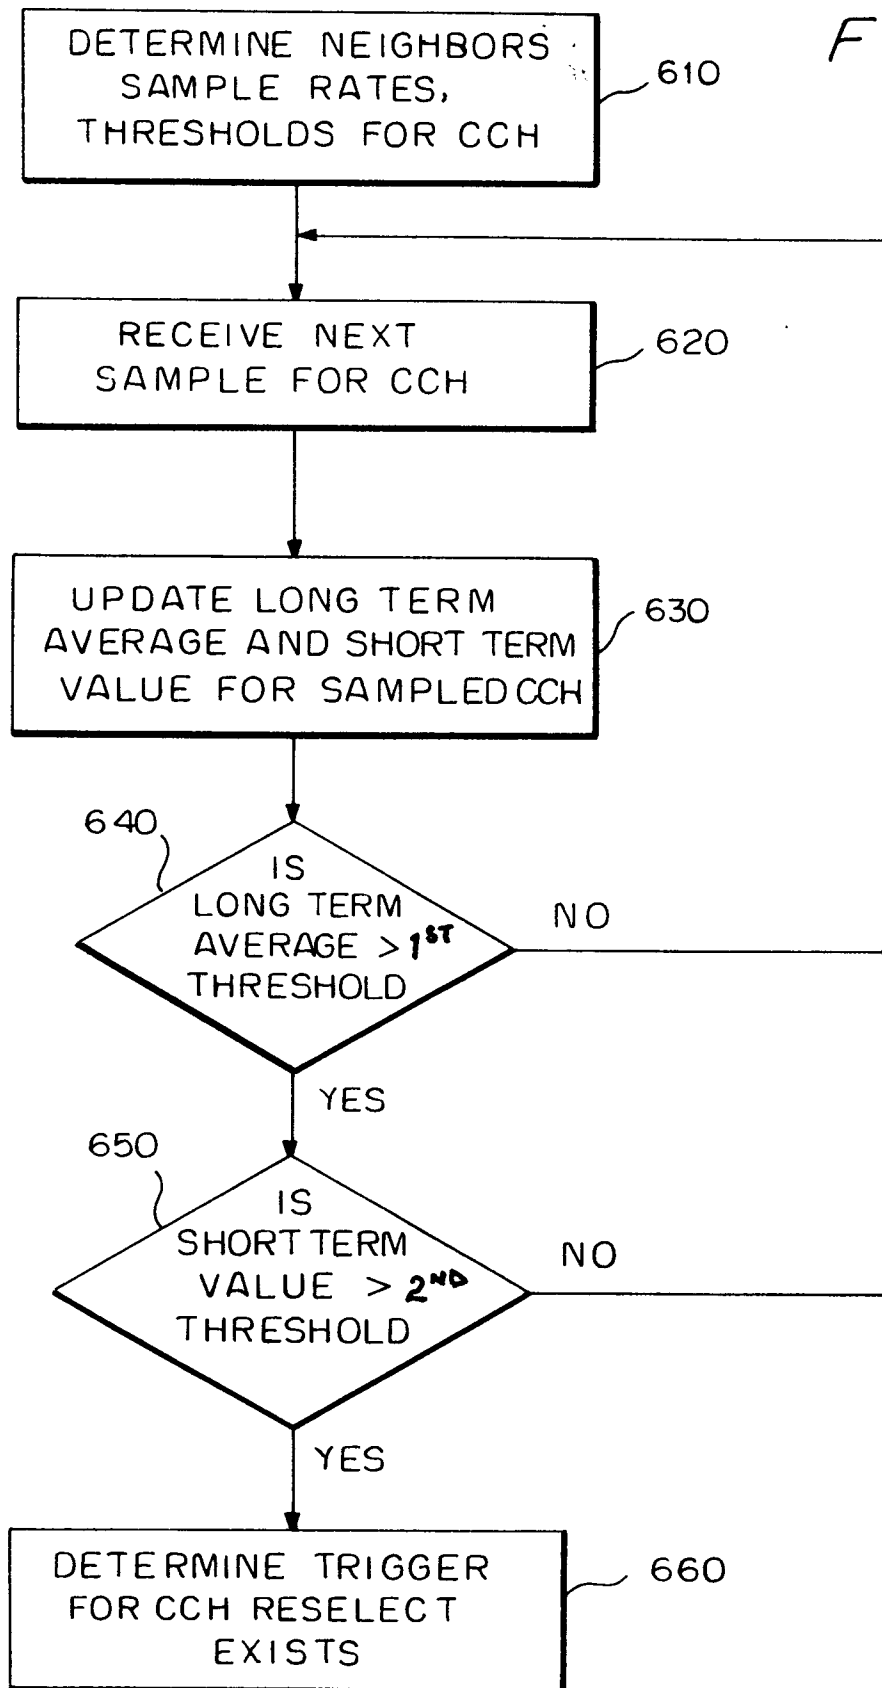 F
DETERMINE NEIGHBORS
SAMPLE RATES,
THRESHOLDS FOR CCH
610
RECEIVE NEXT
SAMPLE FOR CCH
620
UPDATE LONG TERM
AVERAGE AND SHORT TERM
VALUE FOR SAMPLED CCH
630
640
IS
LONG TERM
AVERAGE > 1ST
THRESHOLD
NO
YES
650
IS
SHORT TERM
VALUE > 2ND
THRESHOLD
NO
YES
DETERMINE TRIGGER
FOR CCH RESELECT
EXISTS
660